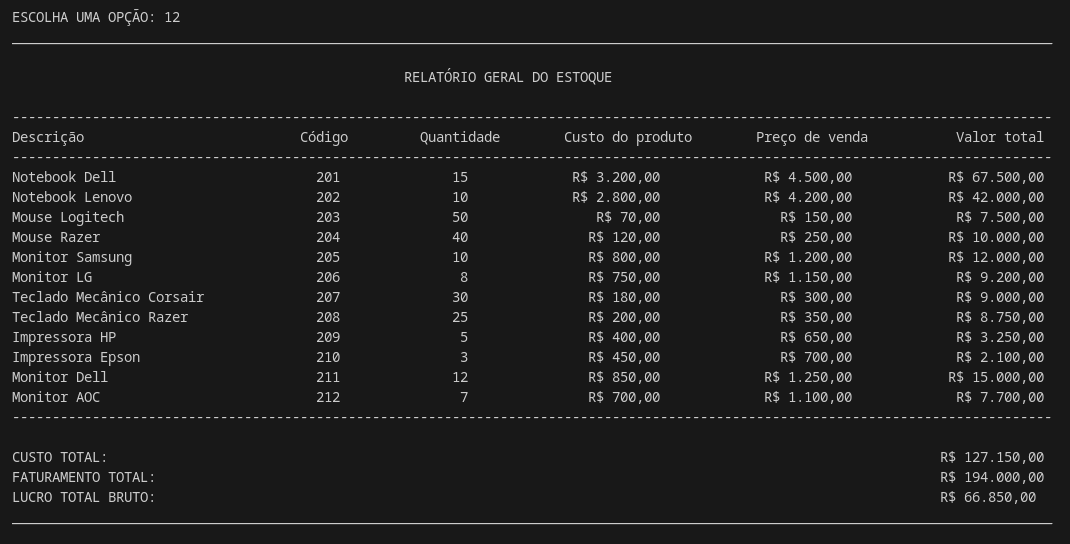 ESCOLHA UMA OPÇÃO: 12
RELATÓRIO GERAL DO ESTOQUE
Descrição Código Quantidade Custo do produto Preço de venda Valor total
Notebook Dell 201 15 R$ 3.200,00 R$ 4.500,00 R$ 67.500,00
Notebook Lenovo 202 10 R$ 2.800,00 R$ 4.200,00 R$ 42.000,00
Mouse Logitech 203 50 R$ 70,00 R$ 150,00 R$ 7.500,00
Mouse Razer 204 40 R$ 120,00 R$ 250,00 R$ 10.000,00
Monitor Samsung 205 10 R$ 800,00 R$ 1.200,00 R$ 12.000,00
Monitor LG 206 8 R$ 750,00 R$ 1.150,00 R$ 9.200,00
Teclado Mecânico Corsair 207 30 R$ 180,00 R$ 300,00 R$ 9.000,00
Teclado Mecânico Razer 208 25 R$ 200,00 R$ 350,00 R$ 8.750,00
Impressora HP 209 5 R$ 400,00 R$ 650,00 R$ 3.250,00
Impressora Epson 210 3 R$ 450,00 R$ 700,00 R$ 2.100,00
Monitor Dell 211 12 R$ 850,00 R$ 1.250,00 R$ 15.000,00
Monitor AOC 212 7 R$ 700,00 R$ 1.100,00 R$ 7.700,00
CUSTO TOTAL: R$ 127.150,00
FATURAMENTO TOTAL: R$ 194.000,00
LUCRO TOTAL BRUTO: R$ 66.850,00